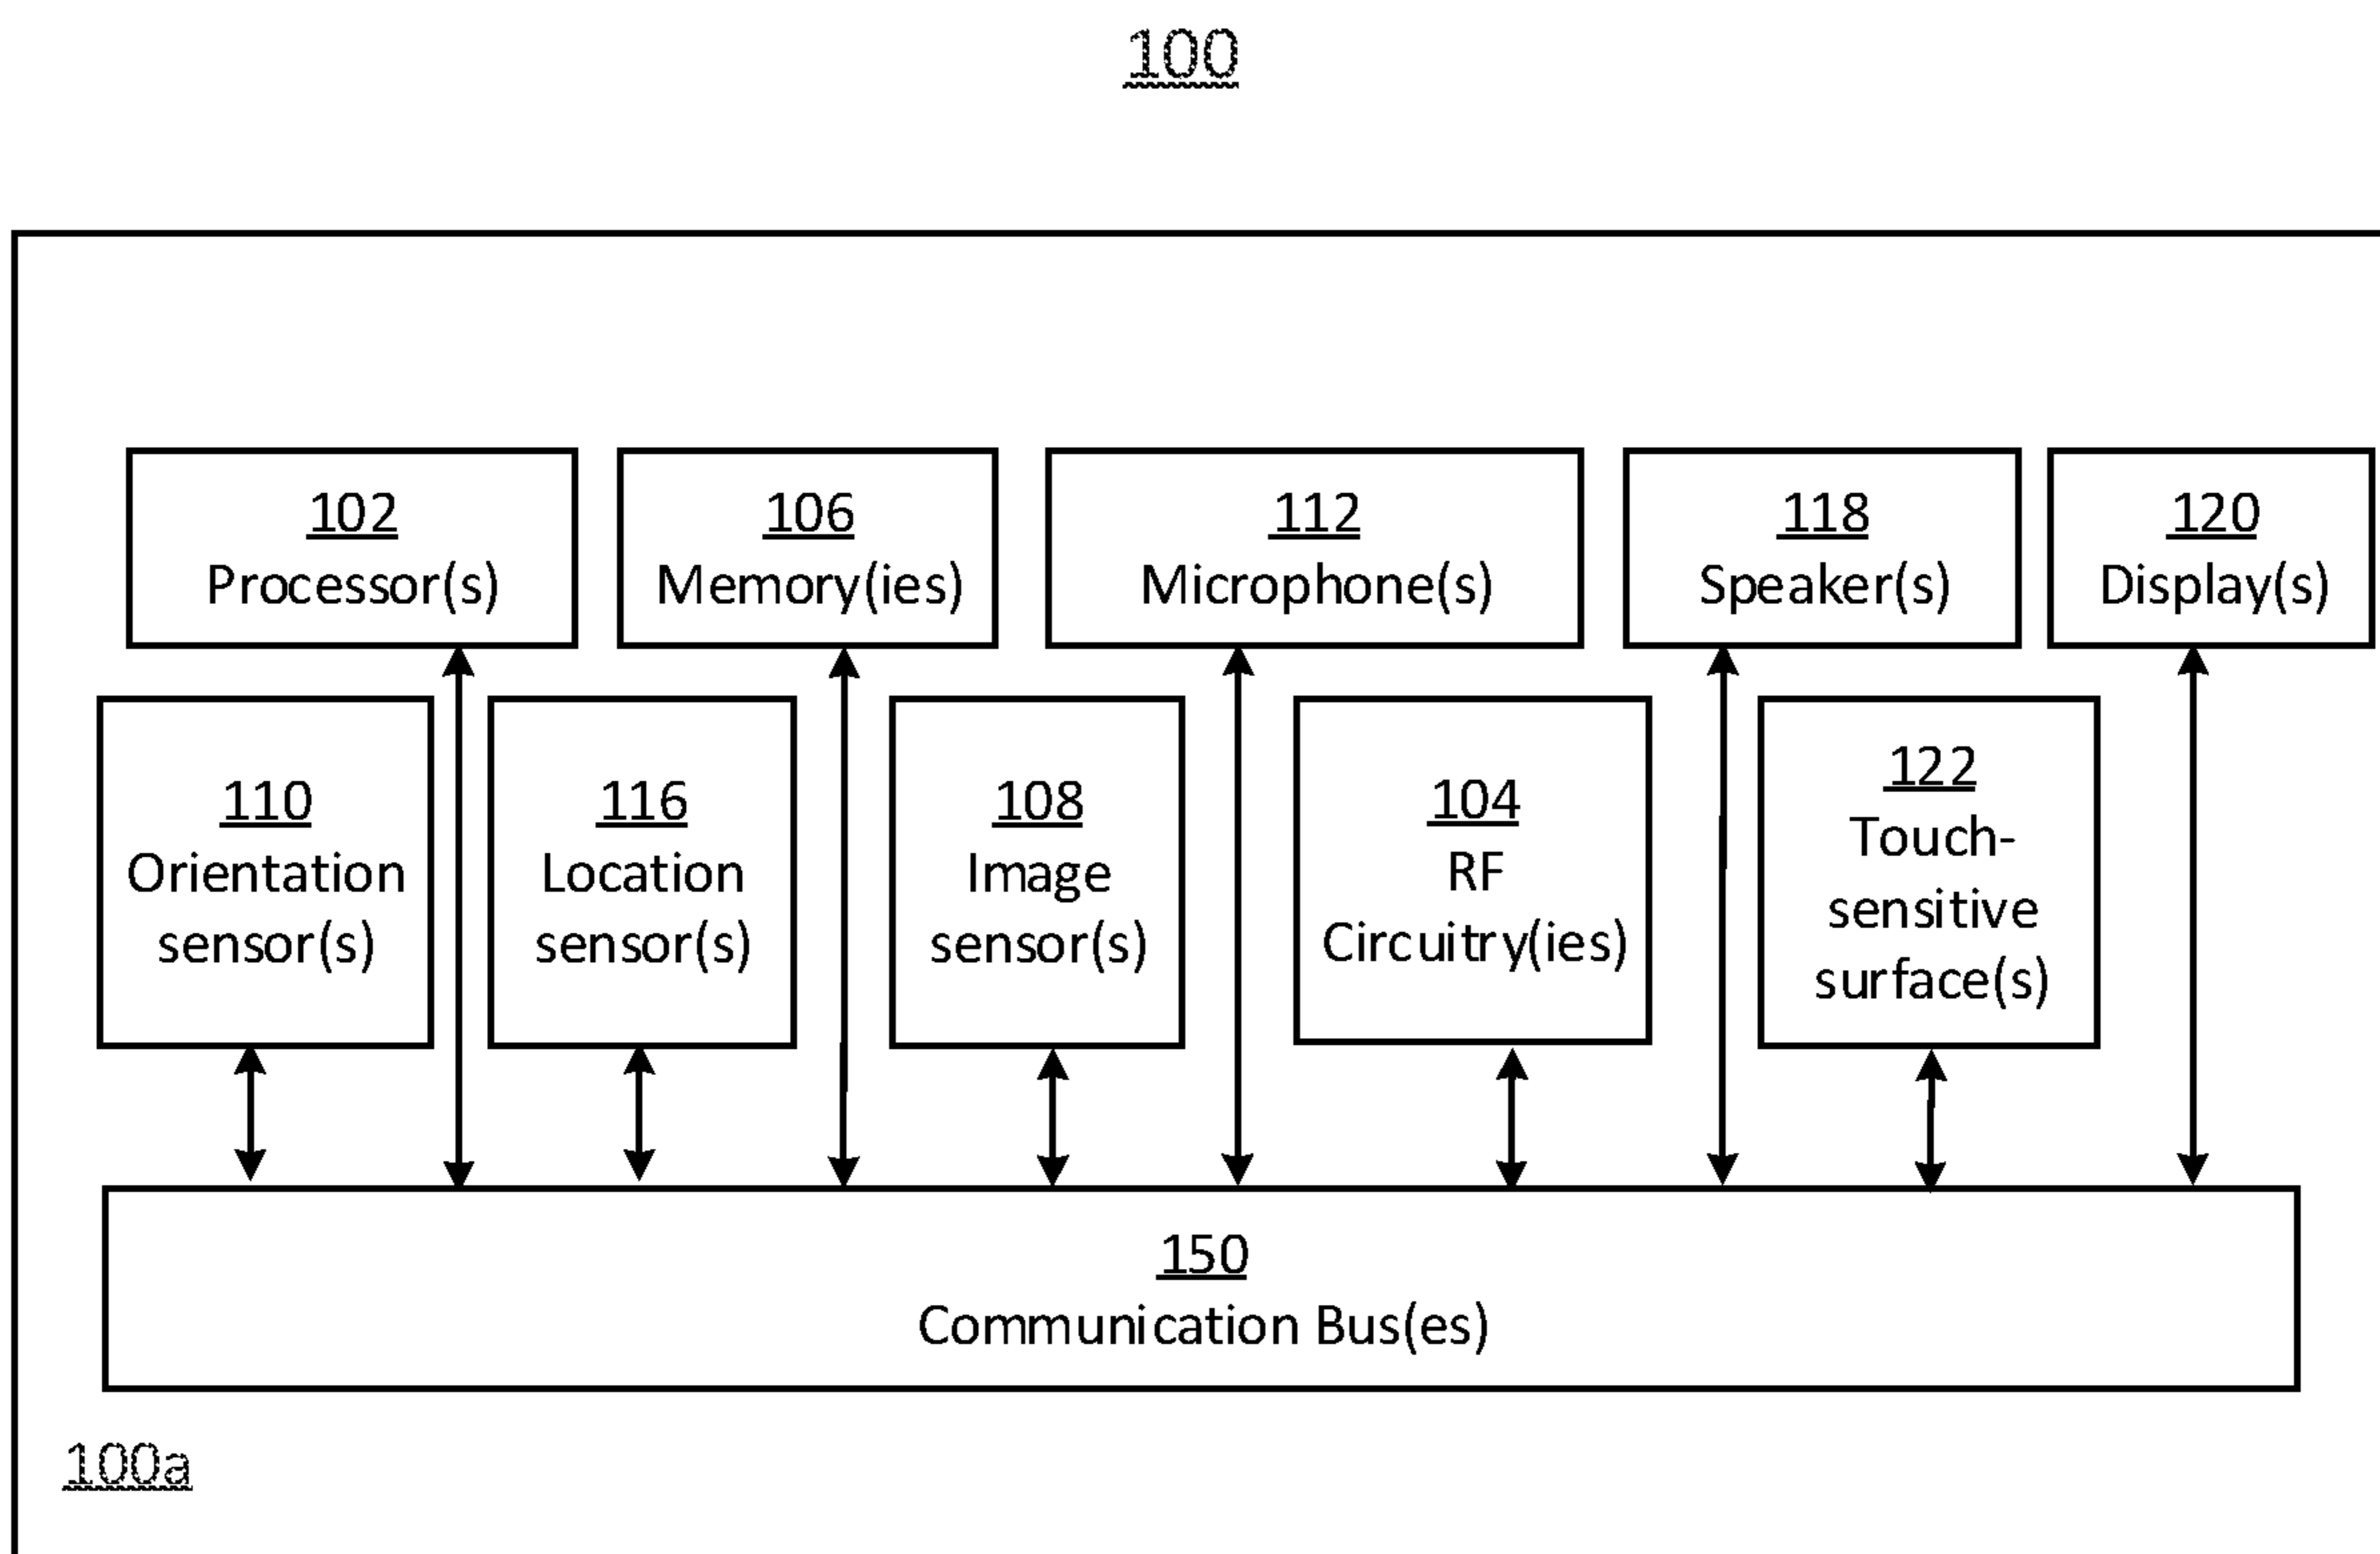 100
102
Processor(s)
106
Memory(ies)
112
Microphone(s)
118
Speaker(s)
120
Display(s)
110
Orientation
sensor(s)
116
Location
sensor(s)
108
Image
sensor(s)
104
RF
Circuitry(ies)
122
Touch-
sensitive
surface(s)
150
Communication Bus(es)
100a